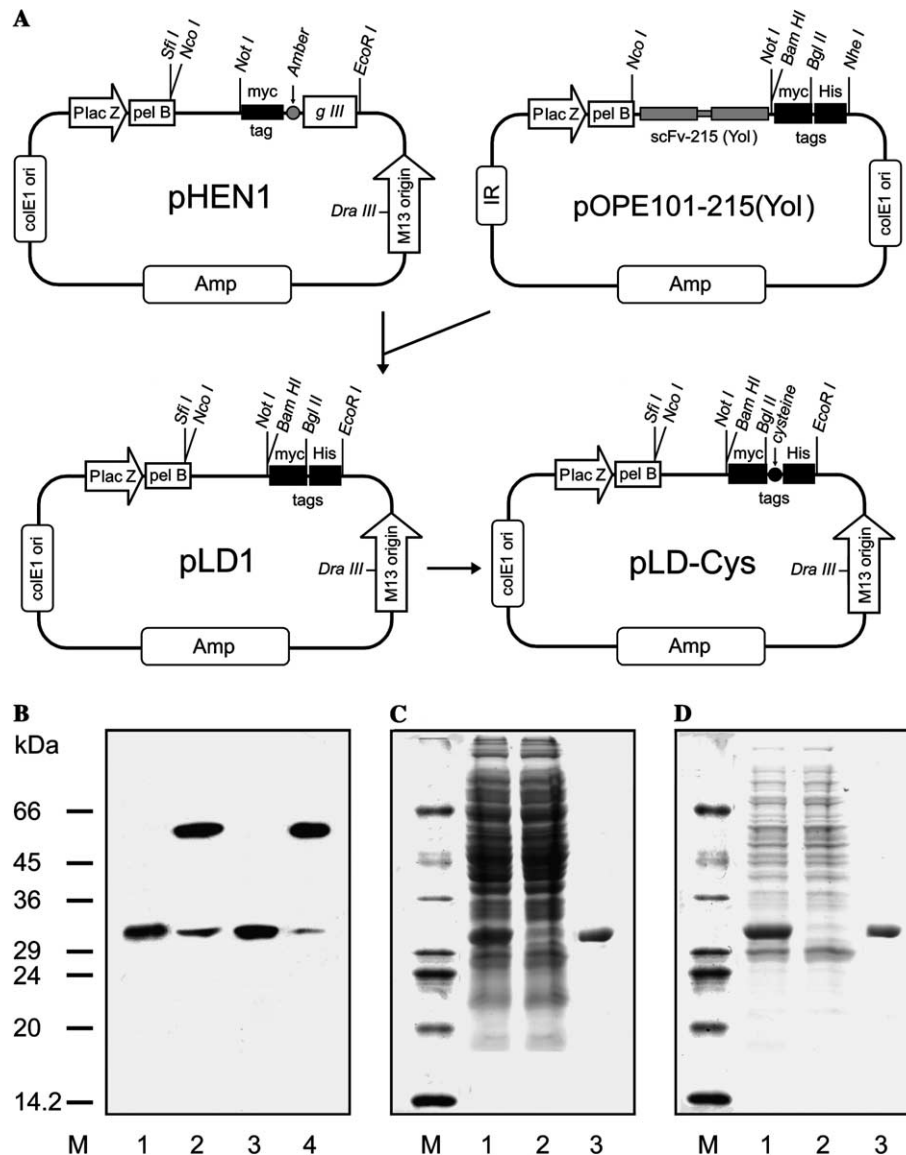 A
Sfi I
Nco I
Not I
Amber
EcoR I
myc
Plac Z
pel B
g III
tag
colE1 ori
pHEN1
Dra III
M13 origin
Amp
Nco I
Not I
Bam HI
Bgl II
Nhe I
myc His
Plac Z
pel B
scFv-215 (Yol)
tags
IR
pOPE101-215(Yol)
colE1 ori
Amp
Sfi I
Nco I
Not I
Bam HI
Bgl II
EcoR I
myc His
Plac Z
pel B
tags
colE1 ori
pLD1
Dra III
M13 origin
Amp
Sfi I
Nco I
Not I
Bam HI
Bgl II
cysteine
EcoR I
myc His
Plac Z
pel B
tags
colE1 ori
pLD-Cys
Dra III
M13 origin
Amp
B
C
D
kDa
66
45
36
29
24
20
14.2
M 1 2 3 4
M 1 2 3
M 1 2 3